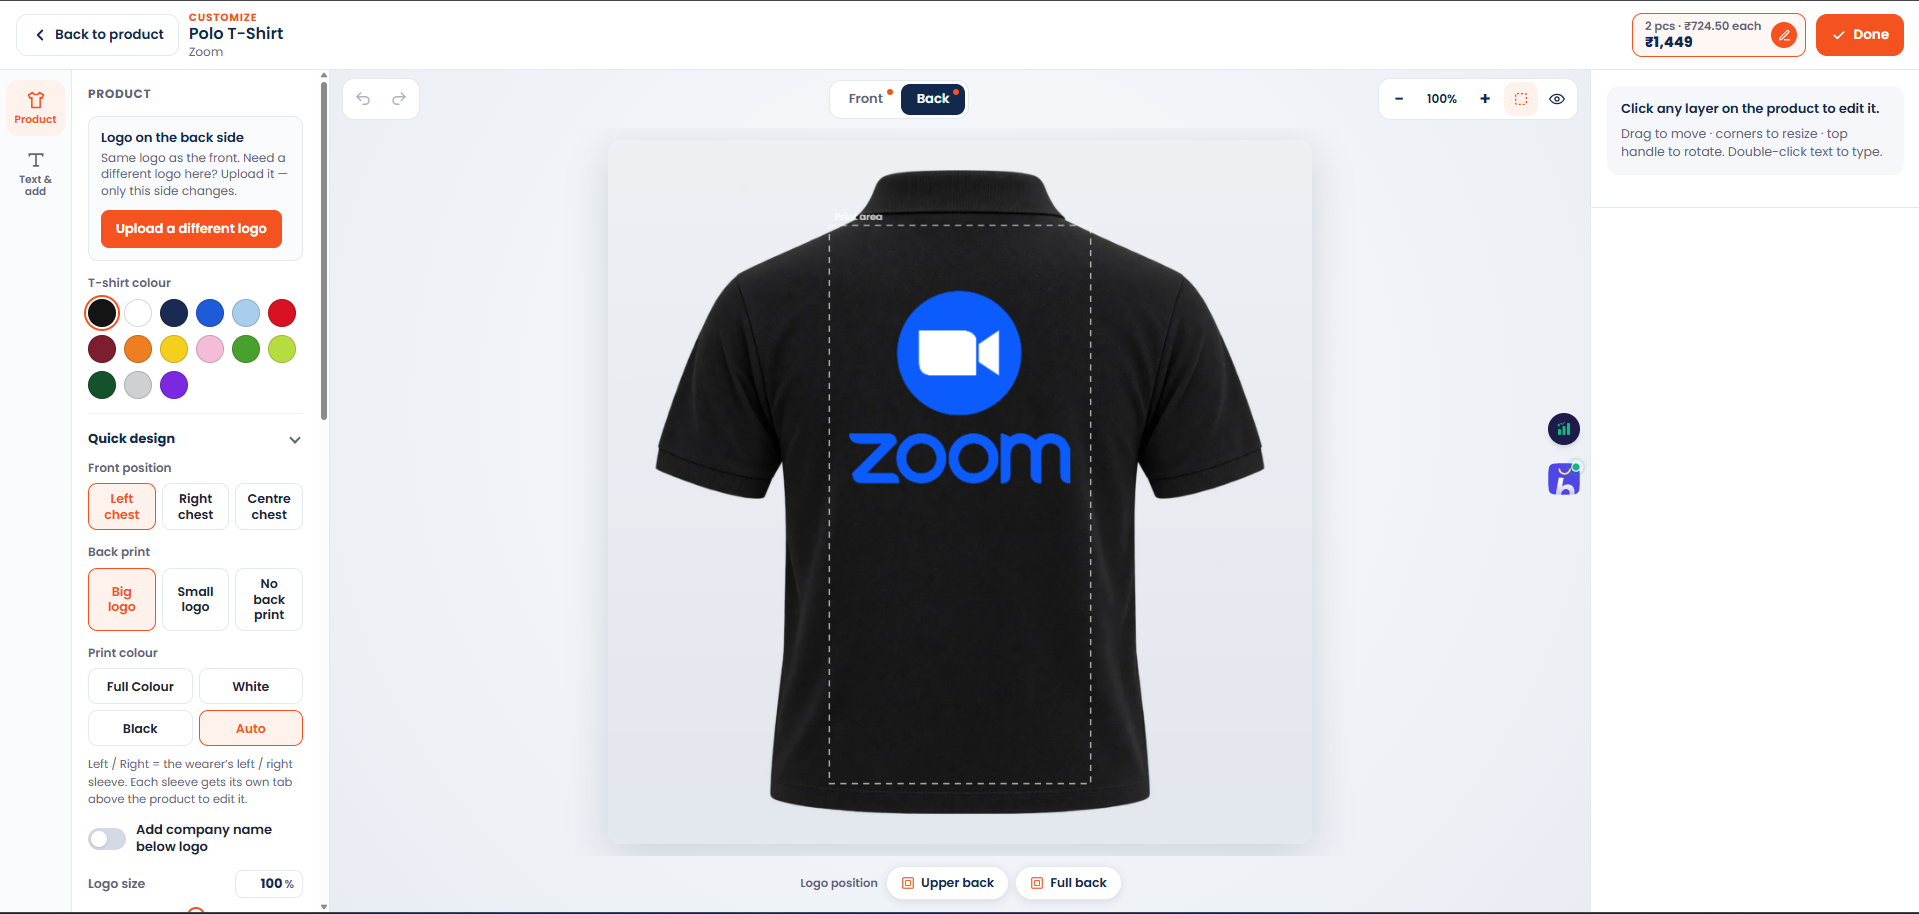 Back to product
CUSTOMIZE
Polo T-Shirt
Zoom
2 pcs · ₹724.50 each
₹1,449
Done
Product
Text &
add
PRODUCT
Logo on the back side
Same logo as the front. Need a
different logo here? Upload it —
only this side changes.
Upload a different logo
T-shirt colour
Quick design
Front position
Left
chest
Right
chest
Centre
chest
Back print
Big
logo
Small
logo
No
back
print
Print colour
Full Colour
White
Black
Auto
Left / Right = the wearer's left / right
sleeve. Each sleeve gets its own tab
above the product to edit it.
Add company name
below logo
Logo size
100 %
Front
Back
100%
Print area
zoom
Logo position
Upper back
Full back
Click any layer on the product to edit it.
Drag to move · corners to resize · top
handle to rotate. Double-click text to type.
b